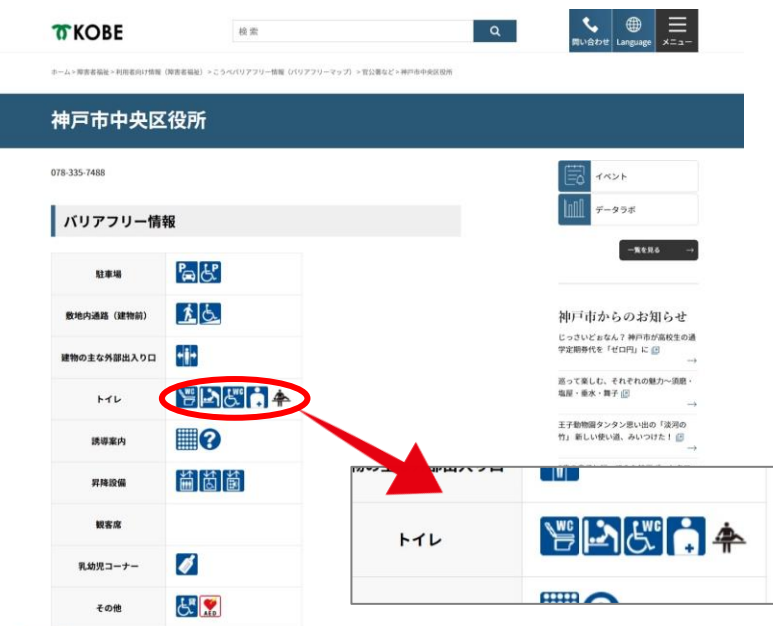 KOBE
検索
問い合わせ
Language
メニュー
ホーム > 障害者福祉 > 利用者向け情報（障害者福祉） > こうべバリアフリー情報（バリアフリーマップ） > 官公署など > 神戸市中央区役所
神戸市中央区役所
078-335-7488
イベント
データラボ
一覧を見る →
バリアフリー情報
駐車場
P P
敷地内通路（建物前）
建物の主な外部出入り口
トイレ
WC WC
誘導案内
?
昇降設備
観客席
乳幼児コーナー
その他
AED
神戸市からのお知らせ
じっさいどぉなん？神戸市が高校生の通
学定期券代を「ゼロ円」に
→
巡って楽しむ、それぞれの魅力～須磨・
塩屋・垂水・舞子
→
王子動物園タンタン思い出の「淡河の
竹」新しい使い道、みいつけた！
→
部出入り口
トイレ
WC WC